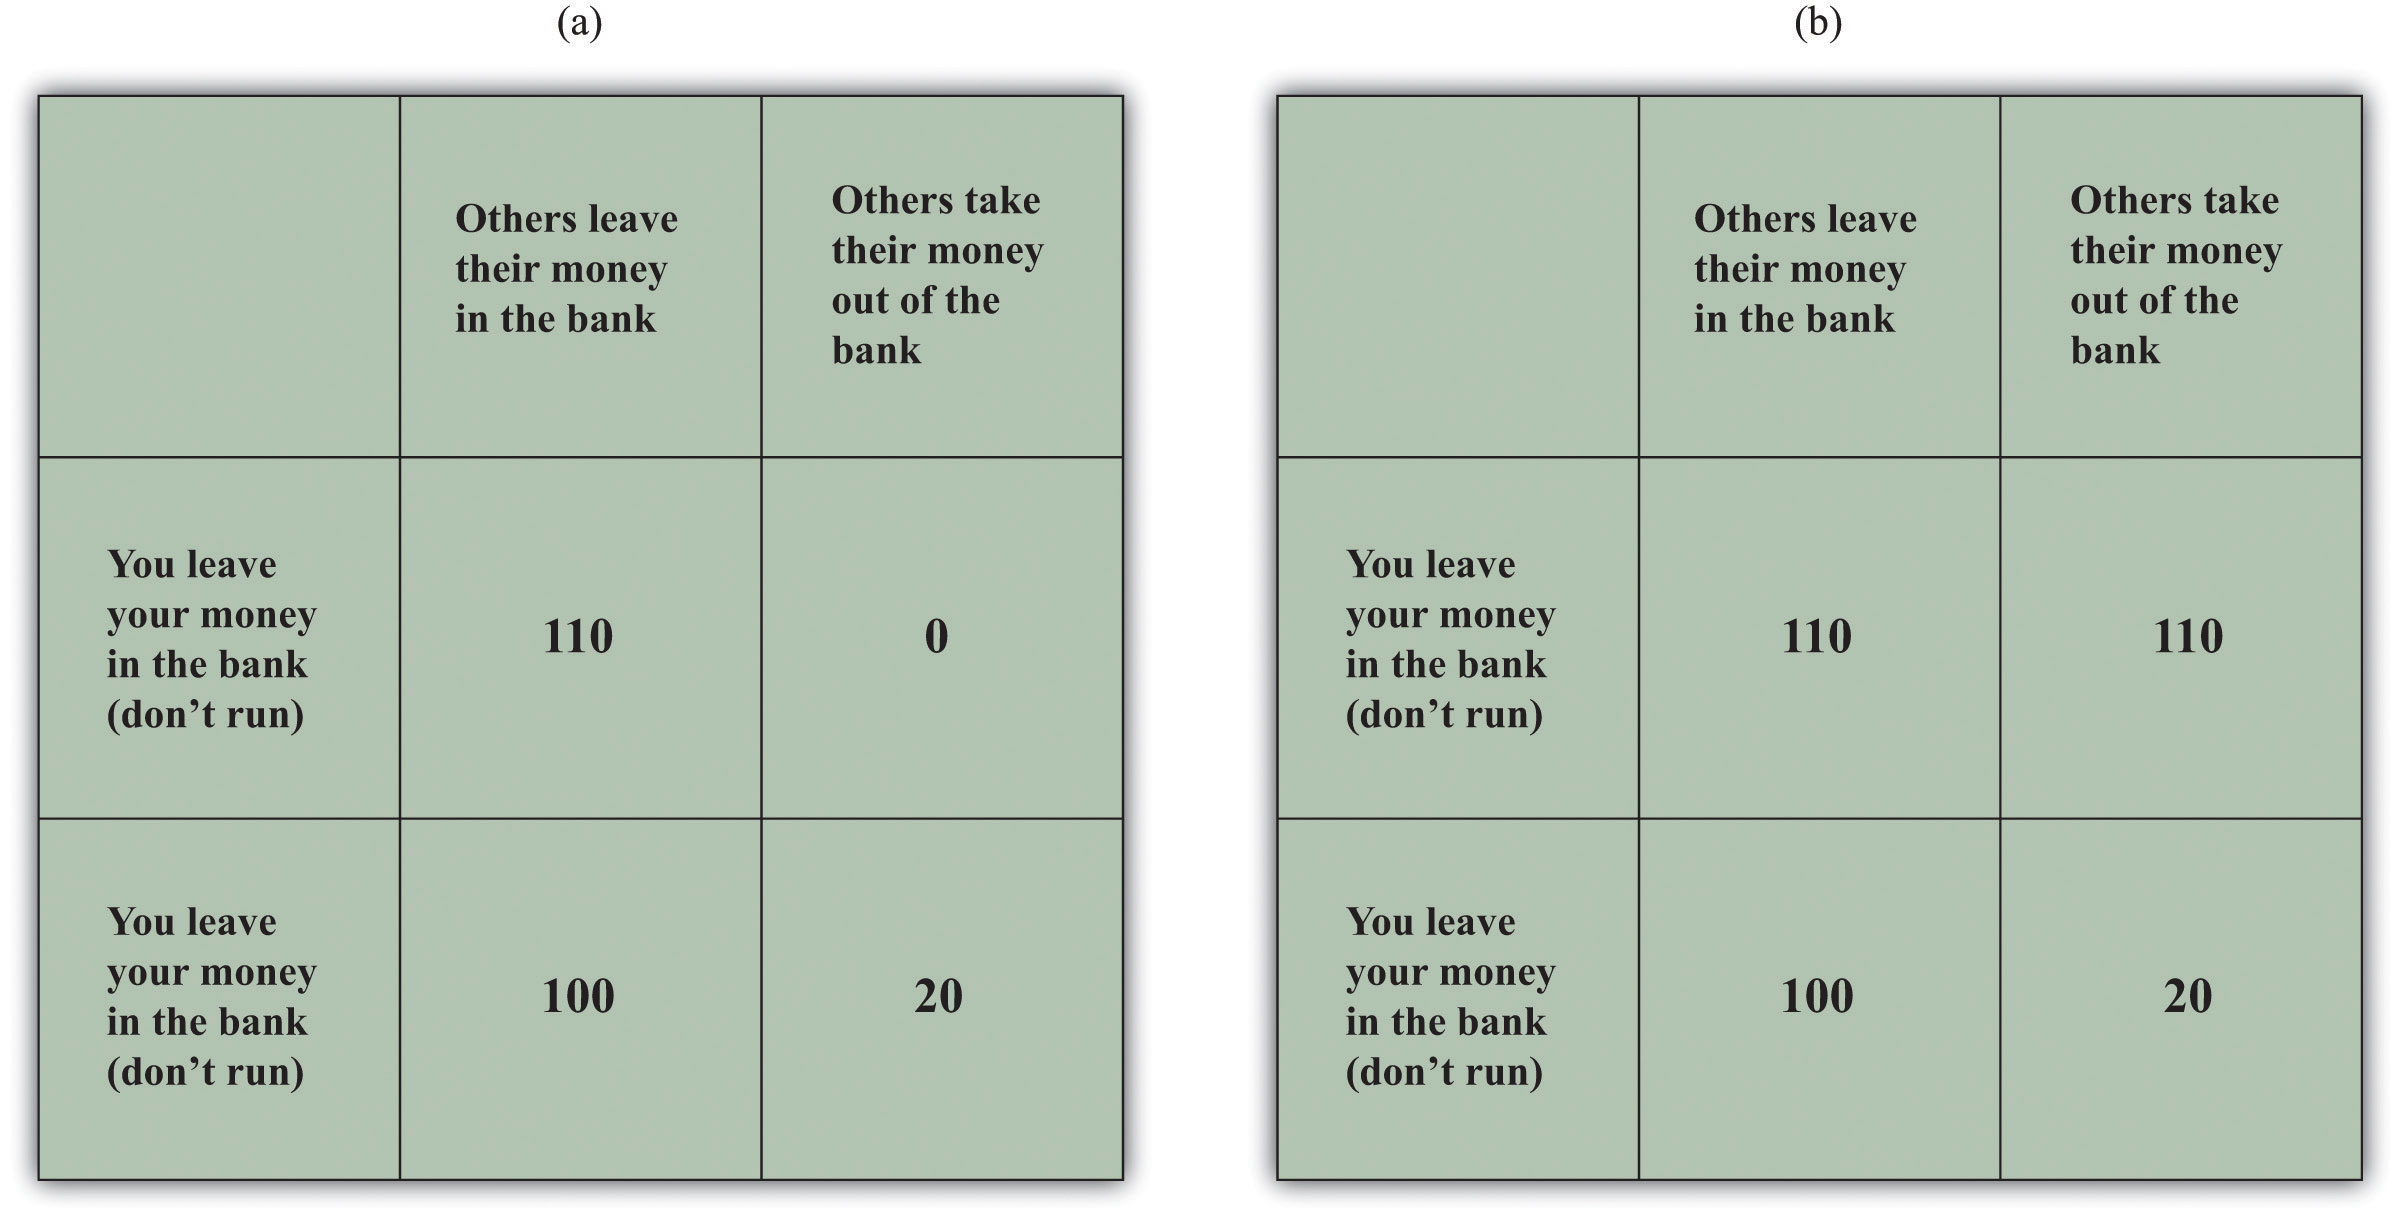 (a)
Others leave
their money
in the bank
Others take
their money
out of the
bank
You leave
your money
in the bank
(don’t run)
110
0
You leave
your money
in the bank
(don’t run)
100
20
(b)
Others leave
their money
in the bank
Others take
their money
out of the
bank
You leave
your money
in the bank
(don’t run)
110
110
You leave
your money
in the bank
(don’t run)
100
20